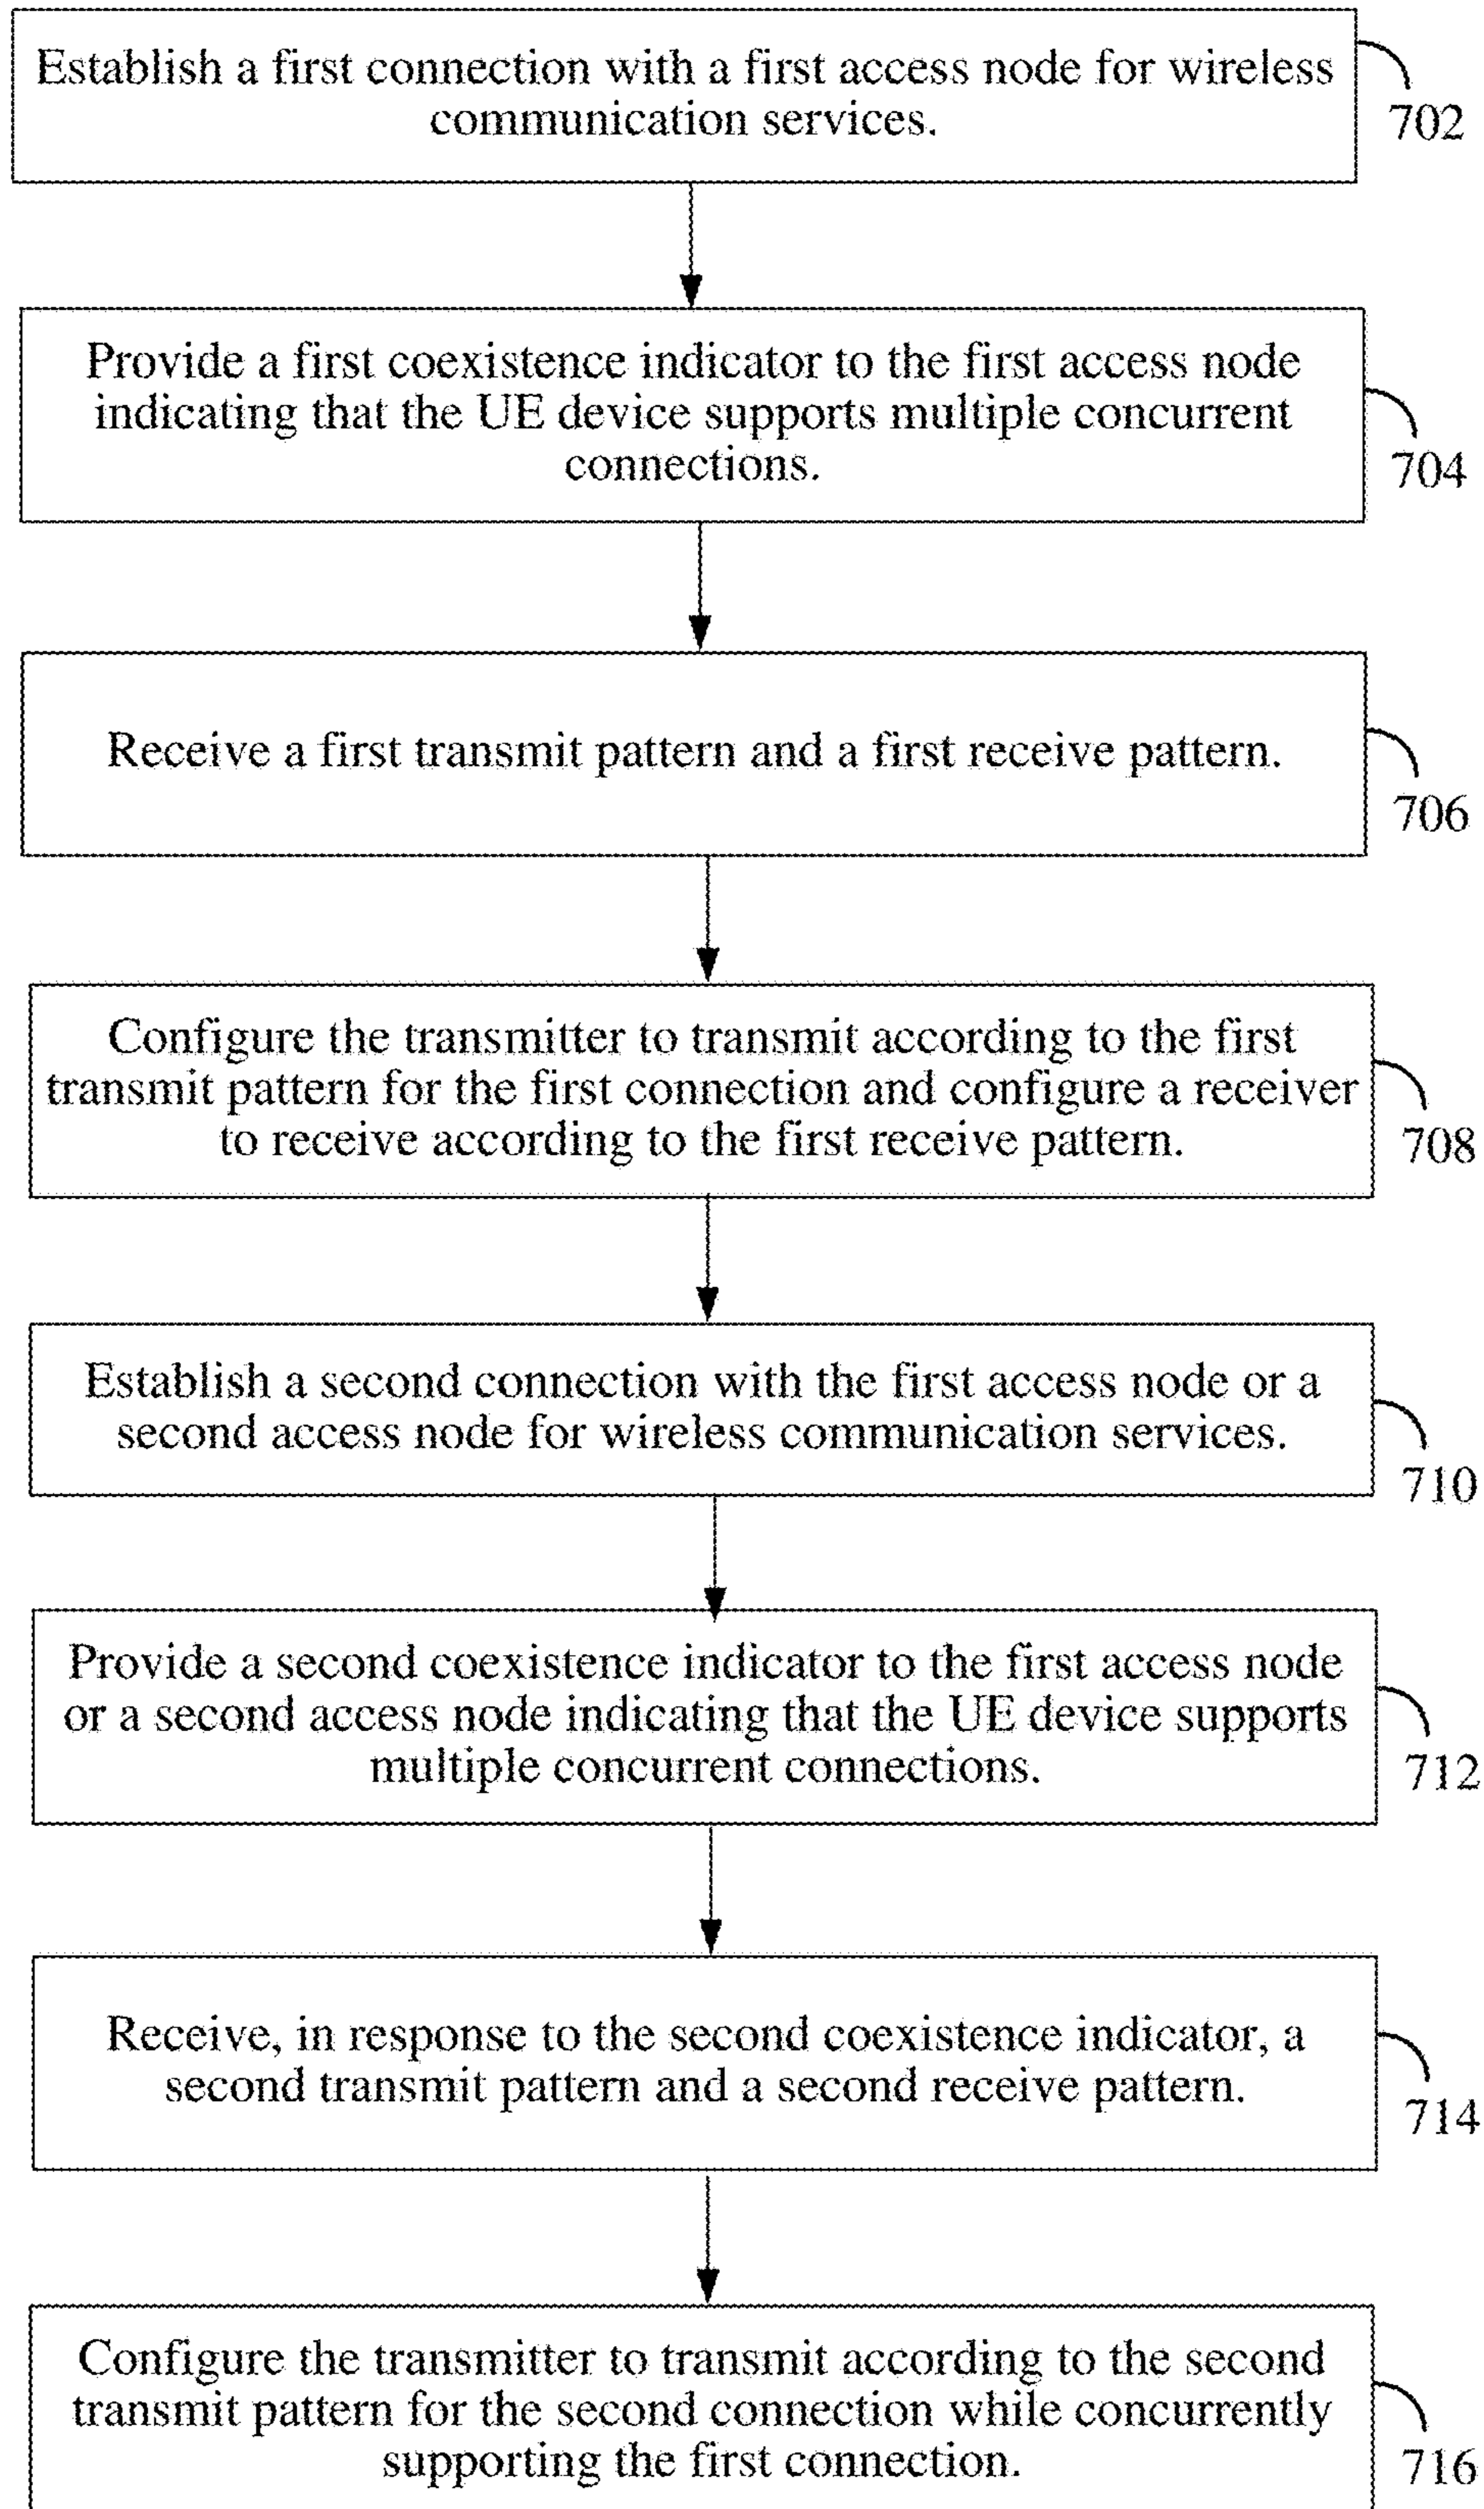 Establish a first connection with a first access node for wireless
communication services.
702
Provide a first coexistence indicator to the first access node
indicating that the UE device supports multiple concurrent
connections.
704
Receive a first transmit pattern and a first receive pattern.
706
Configure the transmitter to transmit according to the first
transmit pattern for the first connection and configure a receiver
to receive according to the first receive pattern.
708
Establish a second connection with the first access node or a
second access node for wireless communication services.
710
Provide a second coexistence indicator to the first access node
or a second access node indicating that the UE device supports
multiple concurrent connections.
712
Receive, in response to the second coexistence indicator, a
second transmit pattern and a second receive pattern.
714
Configure the transmitter to transmit according to the second
transmit pattern for the second connection while concurrently
supporting the first connection.
716